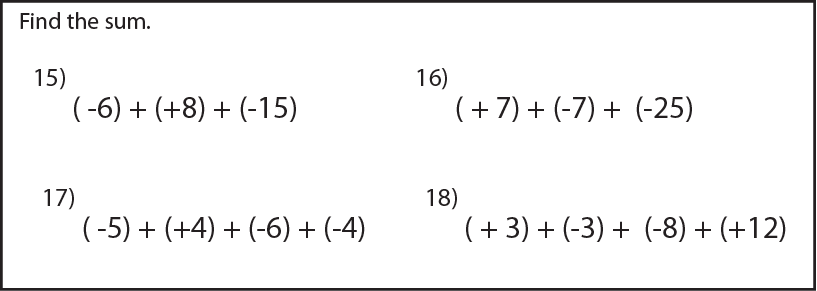 Find the sum.
15)
( -6) + (+8) + (-15)
16)
( + 7) + (-7) +  (-25)
17)
( -5) + (+4) + (-6) + (-4)
18)
( + 3) + (-3) +  (-8) + (+12)